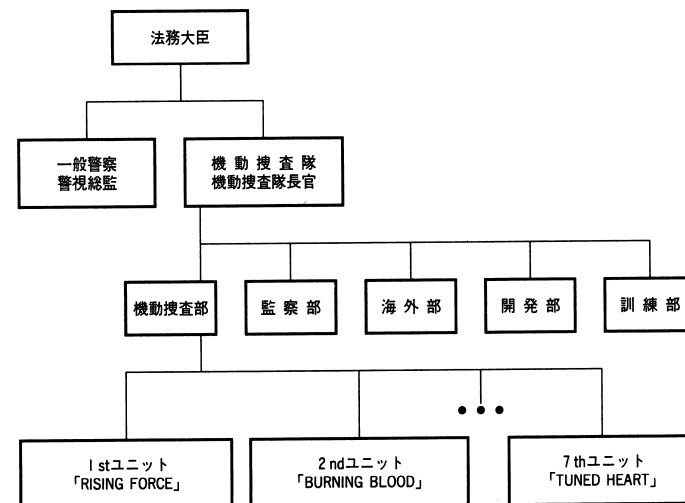 法務大臣
一般警察
警視総監
機動捜査隊
機動捜査隊長官
機動捜査部
監察部
海外部
開発部
訓練部
1stユニット
「RISING FORCE」
2ndユニット
「BURNING BLOOD」
7thユニット
「TUNED HEART」